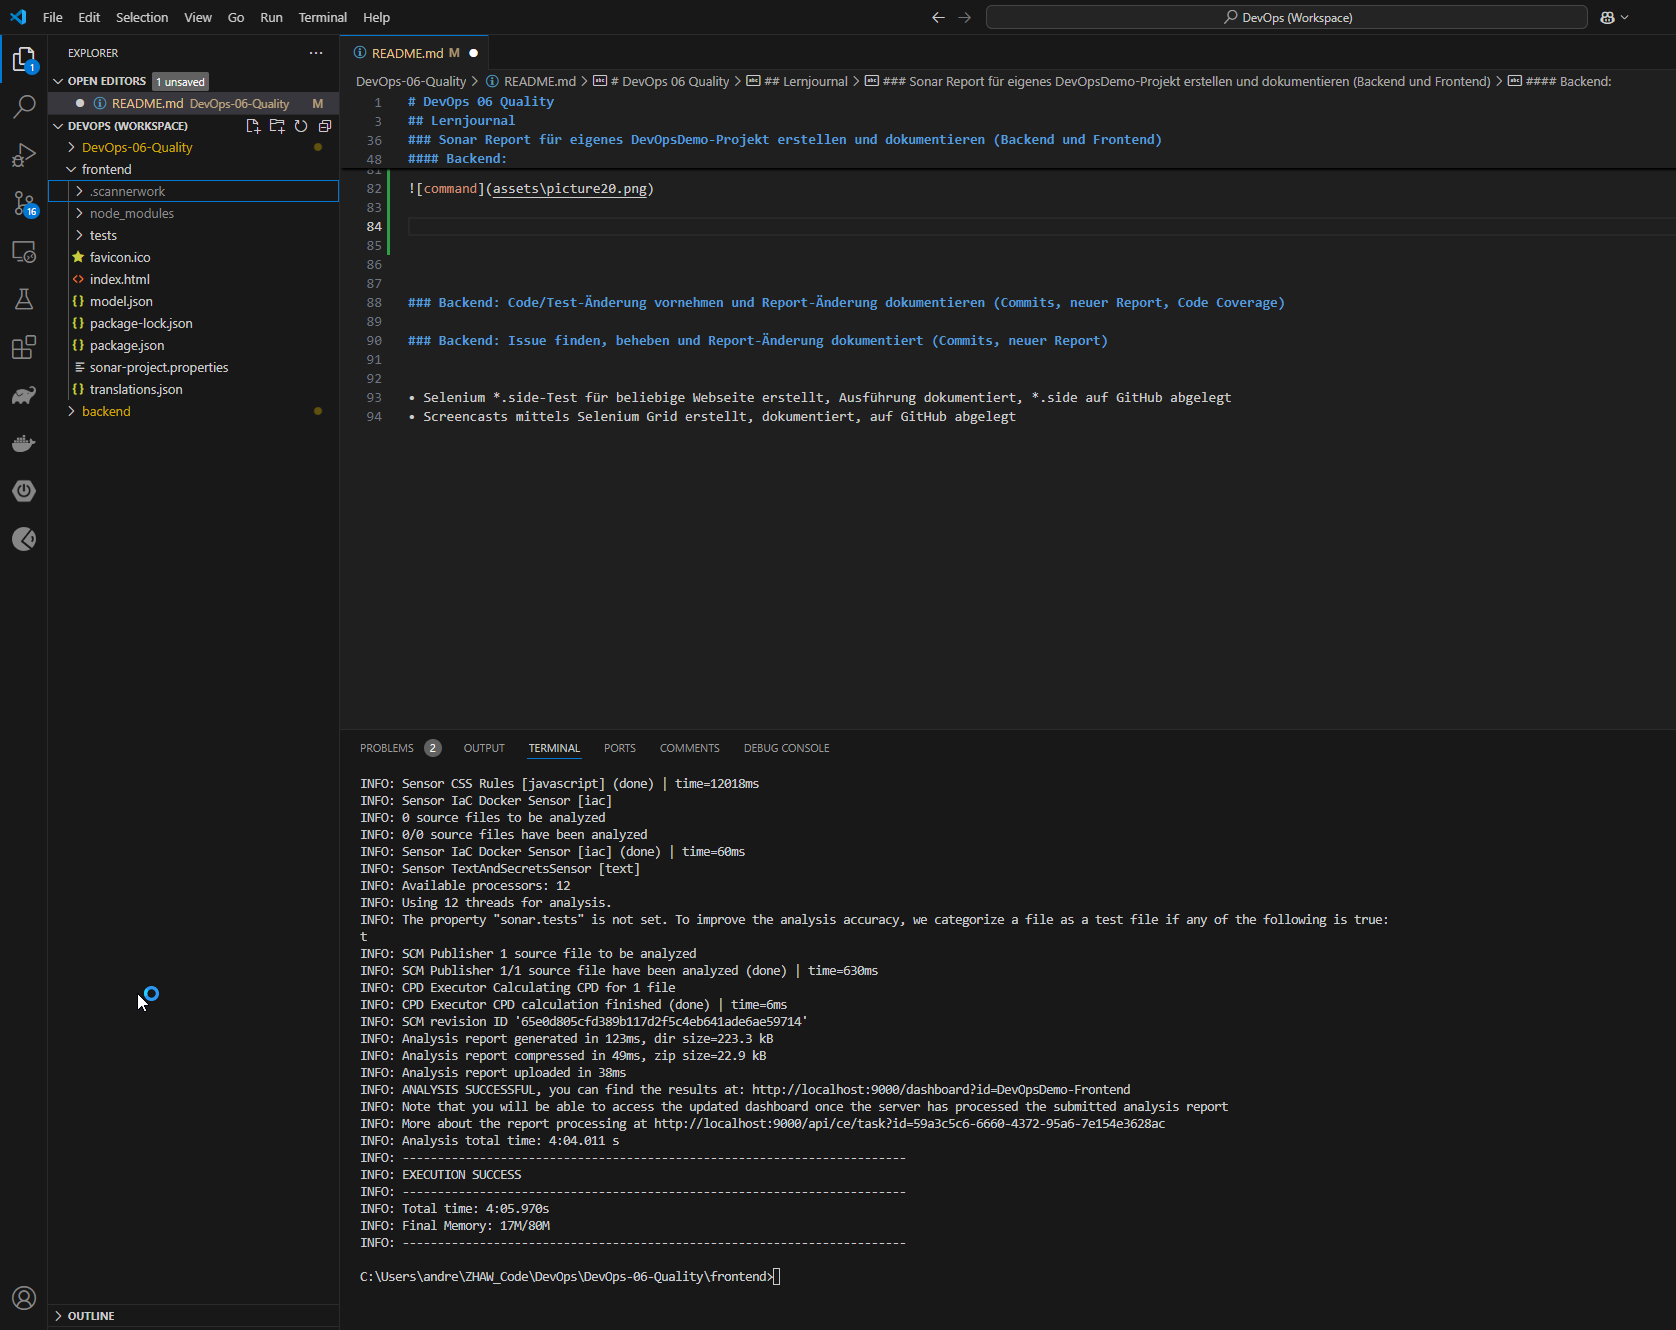 File Edit Selection View Go Run Terminal Help
DevOps (Workspace)
EXPLORER
OPEN EDITORS 1 unsaved
README.md DevOps-06-Quality M
DEVOPS (WORKSPACE)
DevOps-06-Quality
frontend
.scannerwork
node_modules
tests
favicon.ico
index.html
model.json
package-lock.json
package.json
sonar-project.properties
translations.json
backend
OUTLINE
1
16
README.md M
DevOps-06-Quality > README.md > # DevOps 06 Quality > ## Lernjournal > ### Sonar Report für eigenes DevOpsDemo-Projekt erstellen und dokumentieren (Backend und Frontend) > #### Backend:
1 # DevOps 06 Quality
3 ## Lernjournal
36 ### Sonar Report für eigenes DevOpsDemo-Projekt erstellen und dokumentieren (Backend und Frontend)
48 #### Backend:
81
82 ![command](assets\picture20.png)
83
84
85
86
87
88 ### Backend: Code/Test-Änderung vornehmen und Report-Änderung dokumentieren (Commits, neuer Report, Code Coverage)
89
90 ### Backend: Issue finden, beheben und Report-Änderung dokumentiert (Commits, neuer Report)
91
92
93 • Selenium *.side-Test für beliebige Webseite erstellt, Ausführung dokumentiert, *.side auf GitHub abgelegt
94 • Screencasts mittels Selenium Grid erstellt, dokumentiert, auf GitHub abgelegt
PROBLEMS 2 OUTPUT TERMINAL PORTS COMMENTS DEBUG CONSOLE
INFO: Sensor CSS Rules [javascript] (done) | time=12018ms
INFO: Sensor IaC Docker Sensor [iac]
INFO: 0 source files to be analyzed
INFO: 0/0 source files have been analyzed
INFO: Sensor IaC Docker Sensor [iac] (done) | time=60ms
INFO: Sensor TextAndSecretsSensor [text]
INFO: Available processors: 12
INFO: Using 12 threads for analysis.
INFO: The property "sonar.tests" is not set. To improve the analysis accuracy, we categorize a file as a test file if any of the following is true:
t
INFO: SCM Publisher 1 source file to be analyzed
INFO: SCM Publisher 1/1 source file have been analyzed (done) | time=630ms
INFO: CPD Executor Calculating CPD for 1 file
INFO: CPD Executor CPD calculation finished (done) | time=6ms
INFO: SCM revision ID '65e0d805cfd389b117d2f5c4eb641ade6ae59714'
INFO: Analysis report generated in 123ms, dir size=223.3 kB
INFO: Analysis report compressed in 49ms, zip size=22.9 kB
INFO: Analysis report uploaded in 38ms
INFO: ANALYSIS SUCCESSFUL, you can find the results at: http://localhost:9000/dashboard?id=DevOpsDemo-Frontend
INFO: Note that you will be able to access the updated dashboard once the server has processed the submitted analysis report
INFO: More about the report processing at http://localhost:9000/api/ce/task?id=59a3c5c6-6660-4372-95a6-7e154e3628ac
INFO: Analysis total time: 4:04.011 s
INFO: ------------------------------------------------------------------------
INFO: EXECUTION SUCCESS
INFO: ------------------------------------------------------------------------
INFO: Total time: 4:05.970s
INFO: Final Memory: 17M/80M
INFO: ------------------------------------------------------------------------
C:\Users\andre\ZHAW_Code\DevOps\DevOps-06-Quality\frontend>